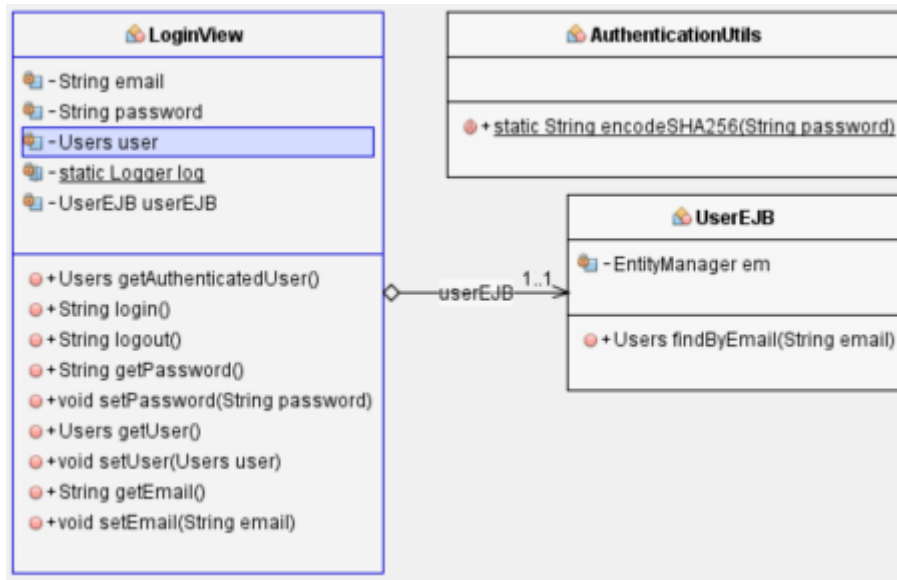 LoginView
-String email
-String password
-Users user
-static Logger log
-UserEJB userEJB
+Users getAuthenticatedUser()
+String login()
+String logout()
+String getPassword()
+void setPassword(String password)
+Users getUser()
+void setUser(Users user)
+String getEmail()
+void setEmail(String email)
userEJB
1..1
AuthenticationUtils
+static String encodeSHA256(String password)
UserEJB
-EntityManager em
+Users findByEmail(String email)